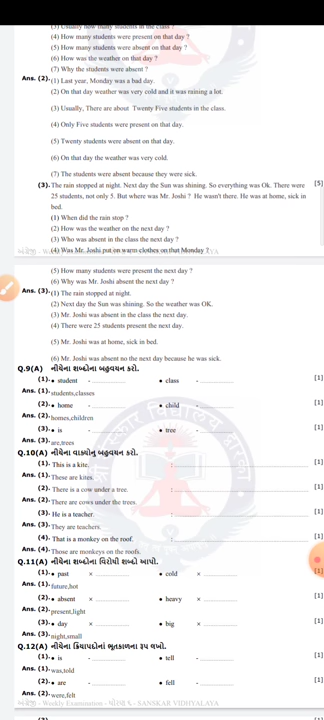 (3) Usually how many students in the class ?
(4) How many students were present on that day ?
(5) How many students were absent on that day ?
(6) How was the weather on that day ?
(7) Why the students were absent ?
Ans. (2). (1) Last year, Monday was a bad day.
(2) On that day weather was very cold and it was raining a lot.
(3) Usually, There are about Twenty Five students in the class.
(4) Only Five students were present on that day.
(5) Twenty students were absent on that day.
(6) On that day the weather was very cold.
(7) The students were absent because they were sick.
(3). The rain stopped at night. Next day the Sun was shining. So everything was Ok. There were [5]
25 students, not only 5. But where was Mr. Joshi ? He wasn't there. He was at home, sick in
bed.
(1) When did the rain stop ?
(2) How was the weather on the next day ?
(3) Who was absent in the class the next day ?
(4) Was Mr. Joshi put on warm clothes on that Monday ?
(5) How many students were present the next day ?
(6) Why Mr. Joshi absent the next day ?
Ans. (3). (1) The rain stopped at night.
(2) Next day the Sun was shining. So the weather was OK.
(3) Mr. Joshi was absent in the class the next day.
(4) There were 25 students present the next day.
(5) Mr. Joshi was at home, sick in bed.
(6) Mr. Joshi was absent no the next day because he was sick.
Q.9(A) નીચેના શબ્દોના બહુવચન કરો.
(1). • student - • class - [1]
Ans. (1). students,classes
(2). • home - • child - [1]
Ans. (2). homes,children
(3). • is - • tree - [1]
Ans. (3). are,trees
Q.10(A) નીચેના વાક્યોનુ બહુવચન કરો.
(1). This is a kite. : [1]
Ans. (1). These are kites.
(2). There is a cow under a tree. : [1]
Ans. (2). There are cows under the trees.
(3). He is a teacher. : [1]
Ans. (3). They are teachers.
(4). That is a monkey on the roof. : [1]
Ans. (4). Those are monkeys on the roofs.
Q.11(A) નીચેના શબ્દોના વિરોધી શબ્દો આપો.
(1). • past × • cold × [1]
Ans. (1). future,hot
(2). • absent × • heavy × [1]
Ans. (2). present,light
(3). • day × • big × [1]
Ans. (3). night,small
Q.12(A) નીચેના ક્રિયાપદોનાં ભૂતકાળના રૂપ લખો.
(1). • is - • tell - [1]
Ans. (1). was,told
(2). • are - • fell - [1]
Ans. (2). were,felt
Weekly Examination - ધોરણ ૬ - SANSKAR VIDHYALAYA